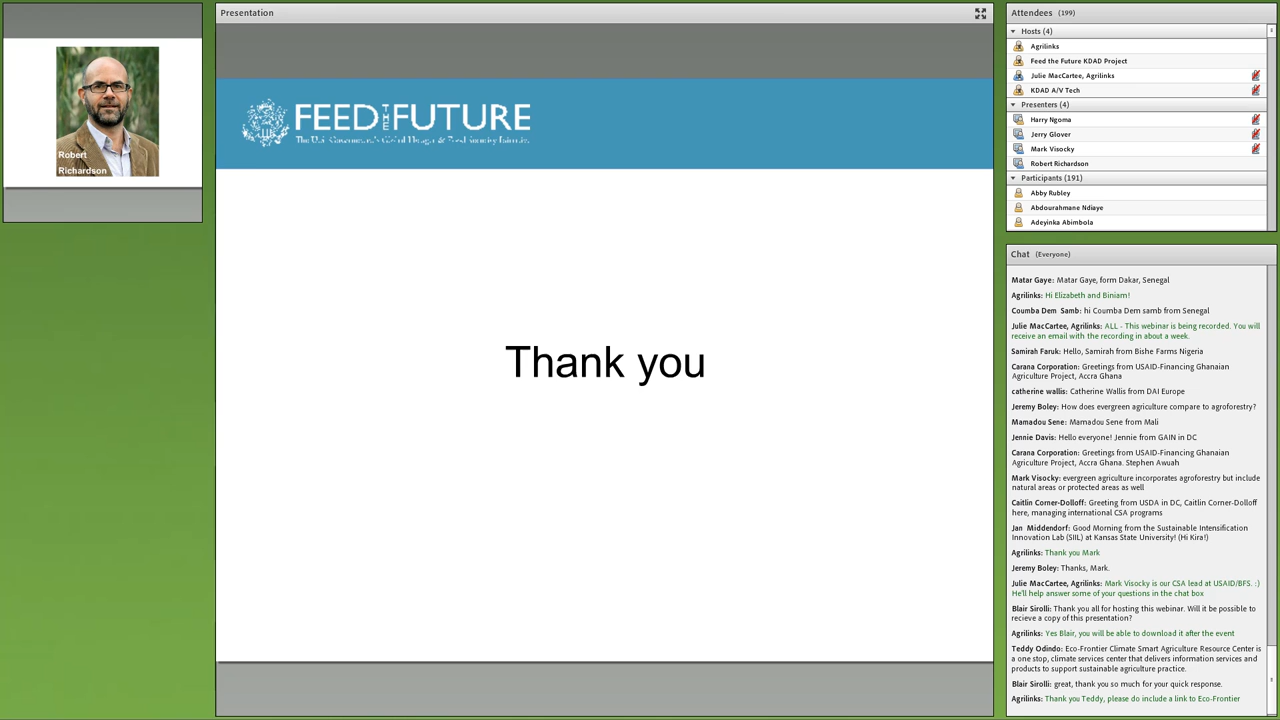 Robert
Richardson
Presentation
FEED THE FUTURE
The U.S. Government's Global Hunger & Food Security Initiative
Thank you
Attendees (199)
Hosts (4)
Agrilinks
Feed the Future KDAD Project
Julie MacCartee, Agrilinks
KDAD A/V Tech
Presenters (4)
Harry Ngoma
Jerry Glover
Mark Visocky
Robert Richardson
Participants (191)
Abby Rubley
Abdourahmane Ndiaye
Adeyinka Abimbola
Chat (Everyone)
Matar Gaye: Matar Gaye, form Dakar, Senegal
Agrilinks: Hi Elizabeth and Biniam!
Coumba Dem Samb: hi Coumba Dem samb from Senegal
Julie MacCartee, Agrilinks: ALL - This webinar is being recorded. You will
receive an email with the recording in about a week.
Samirah Faruk: Hello, Samirah from Bishe Farms Nigeria
Carana Corporation: Greetings from USAID-Financing Ghanaian
Agriculture Project, Accra Ghana
catherine wallis: Catherine Wallis from DAI Europe
Jeremy Boley: How does evergreen agriculture compare to agroforestry?
Mamadou Sene: Mamadou Sene from Mali
Jennie Davis: Hello everyone! Jennie from GAIN in DC
Carana Corporation: Greetings from USAID-Financing Ghanaian
Agriculture Project, Accra Ghana. Stephen Awuah
Mark Visocky: evergreen agriculture incorporates agroforestry but include
natural areas or protected areas as well
Caitlin Corner-Dolloff: Greeting from USDA in DC, Caitlin Corner-Dolloff
here, managing international CSA programs
Jan Middendorf: Good Morning from the Sustainable Intensification
Innovation Lab (SIIL) at Kansas State University! (Hi Kira!)
Agrilinks: Thank you Mark
Jeremy Boley: Thanks, Mark.
Julie MacCartee, Agrilinks: Mark Visocky is our CSA lead at USAID/BFS. :)
He'll help answer some of your questions in the chat box
Blair Sirolli: Thank you all for hosting this webinar. Will it be possible to
recieve a copy of this presentation?
Agrilinks: Yes Blair, you will be able to download it after the event
Teddy Odindo: Eco-Frontier Climate Smart Agriculture Resource Center is
a one stop, climate services center that delivers information services and
products to support sustainable agriculture practice.
Blair Sirolli: great, thank you so much for your quick response.
Agrilinks: Thank you Teddy, please do include a link to Eco-Frontier